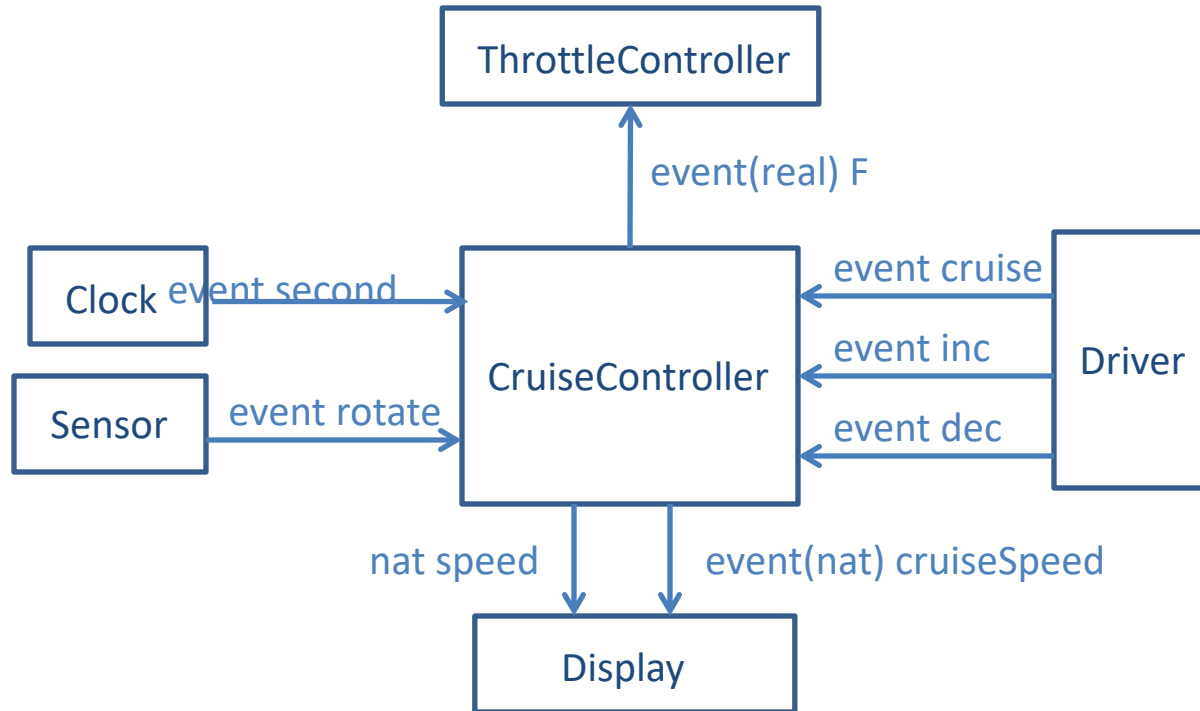 ThrottleController
event(real) F
Clock
event second
event cruise
event inc
Driver
CruiseController
Sensor
event rotate
event dec
nat speed
event(nat) cruiseSpeed
Display